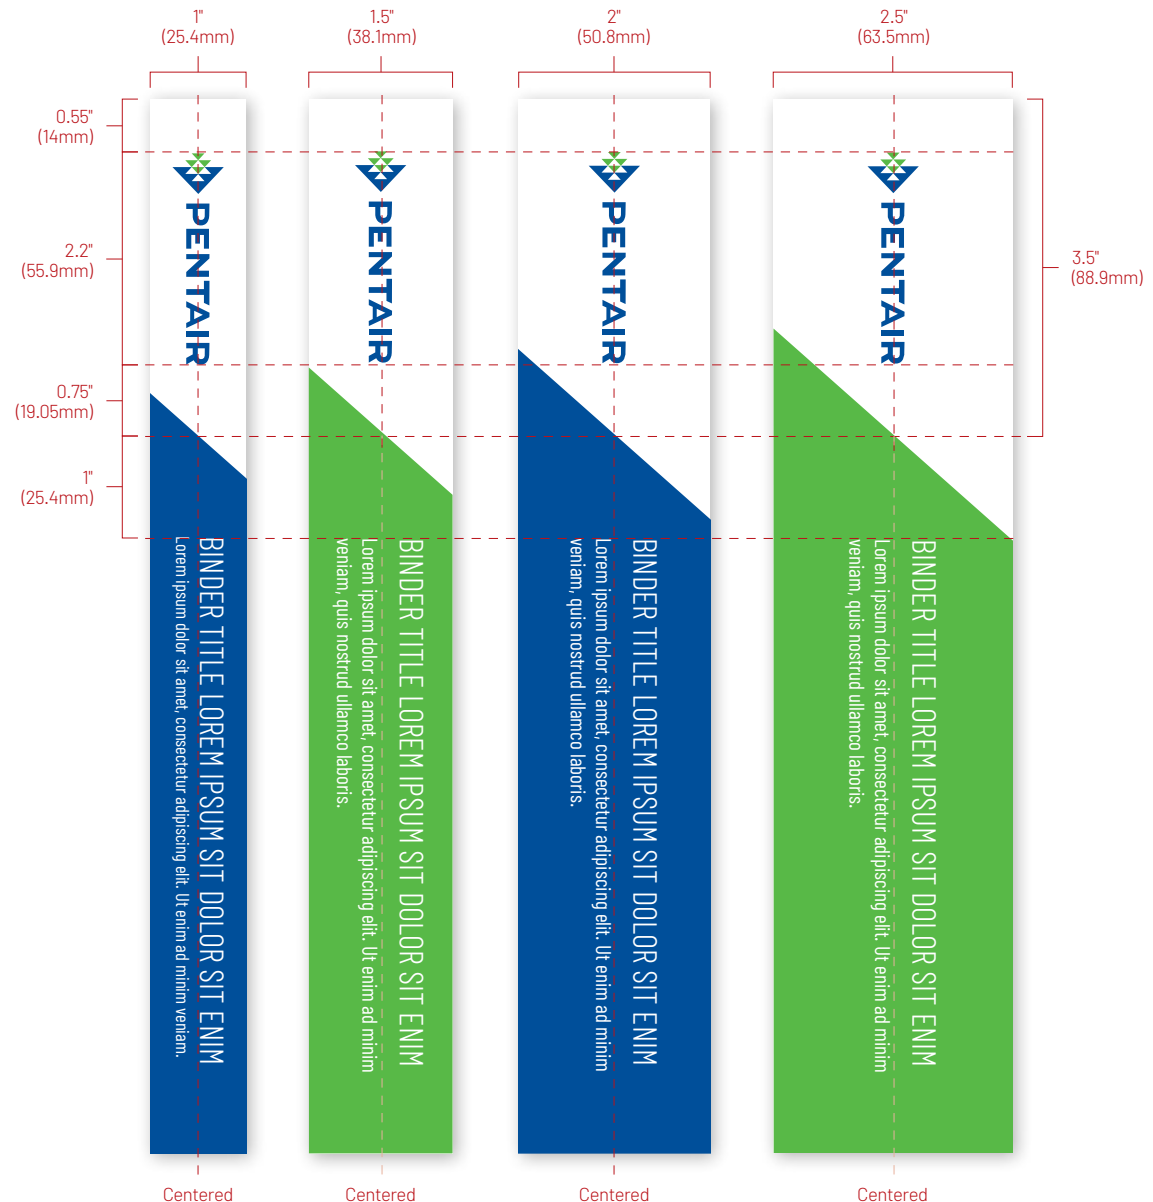 1"
(25.4mm)
1.5"
(38.1mm)
2"
(50.8mm)
2.5"
(63.5mm)
0.55"
(14mm)
2.2"
(55.9mm)
0.75"
(19.05mm)
1"
(25.4mm)
3.5"
(88.9mm)
PENTAIR
BINDER TITLE LOREM IPSUM SIT DOLOR SIT ENIM
Lorem ipsum dolor sit amet, consectetur adipiscing elit. Ut enim ad minim veniam.
PENTAIR
BINDER TITLE LOREM IPSUM SIT DOLOR SIT ENIM
Lorem ipsum dolor sit amet, consectetur adipiscing elit. Ut enim ad minim
veniam, quis nostrud ullamco laboris.
PENTAIR
BINDER TITLE LOREM IPSUM SIT DOLOR SIT ENIM
Lorem ipsum dolor sit amet, consectetur adipiscing elit. Ut enim ad minim
veniam, quis nostrud ullamco laboris.
PENTAIR
BINDER TITLE LOREM IPSUM SIT DOLOR SIT ENIM
Lorem ipsum dolor sit amet, consectetur adipiscing elit. Ut enim ad minim
veniam, quis nostrud ullamco laboris.
Centered
Centered
Centered
Centered